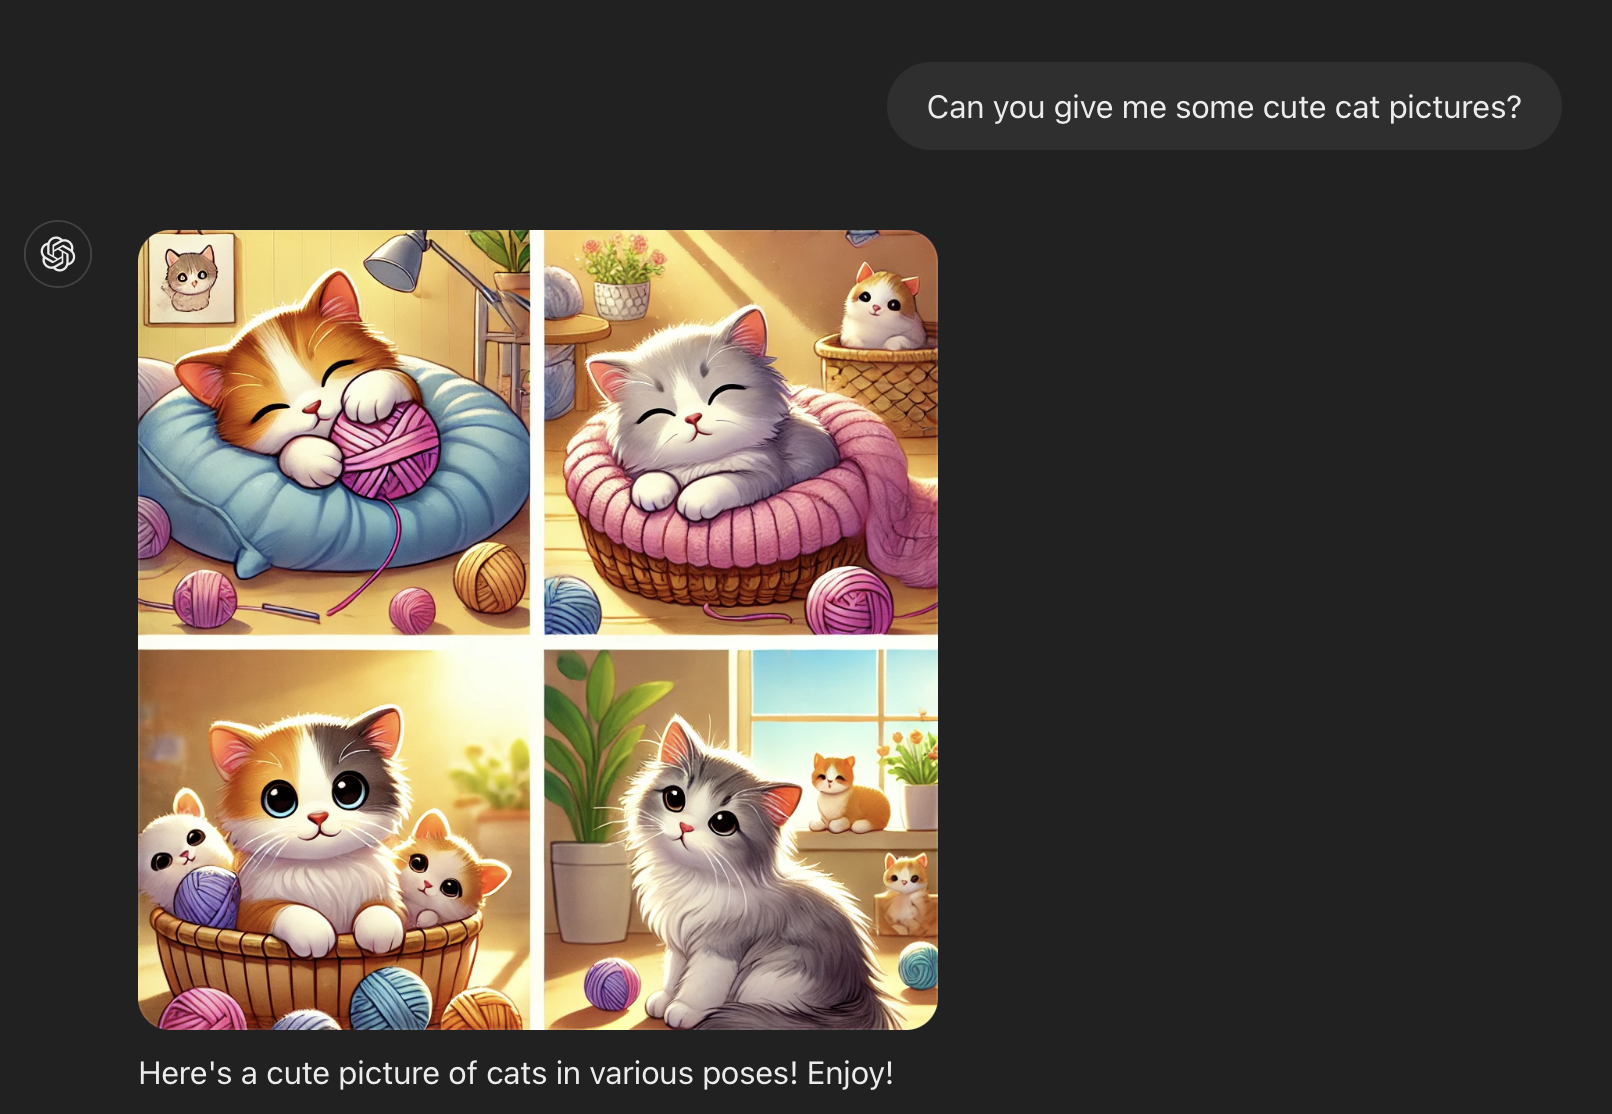 Can you give me some cute cat pictures?
Here's a cute picture of cats in various poses! Enjoy!